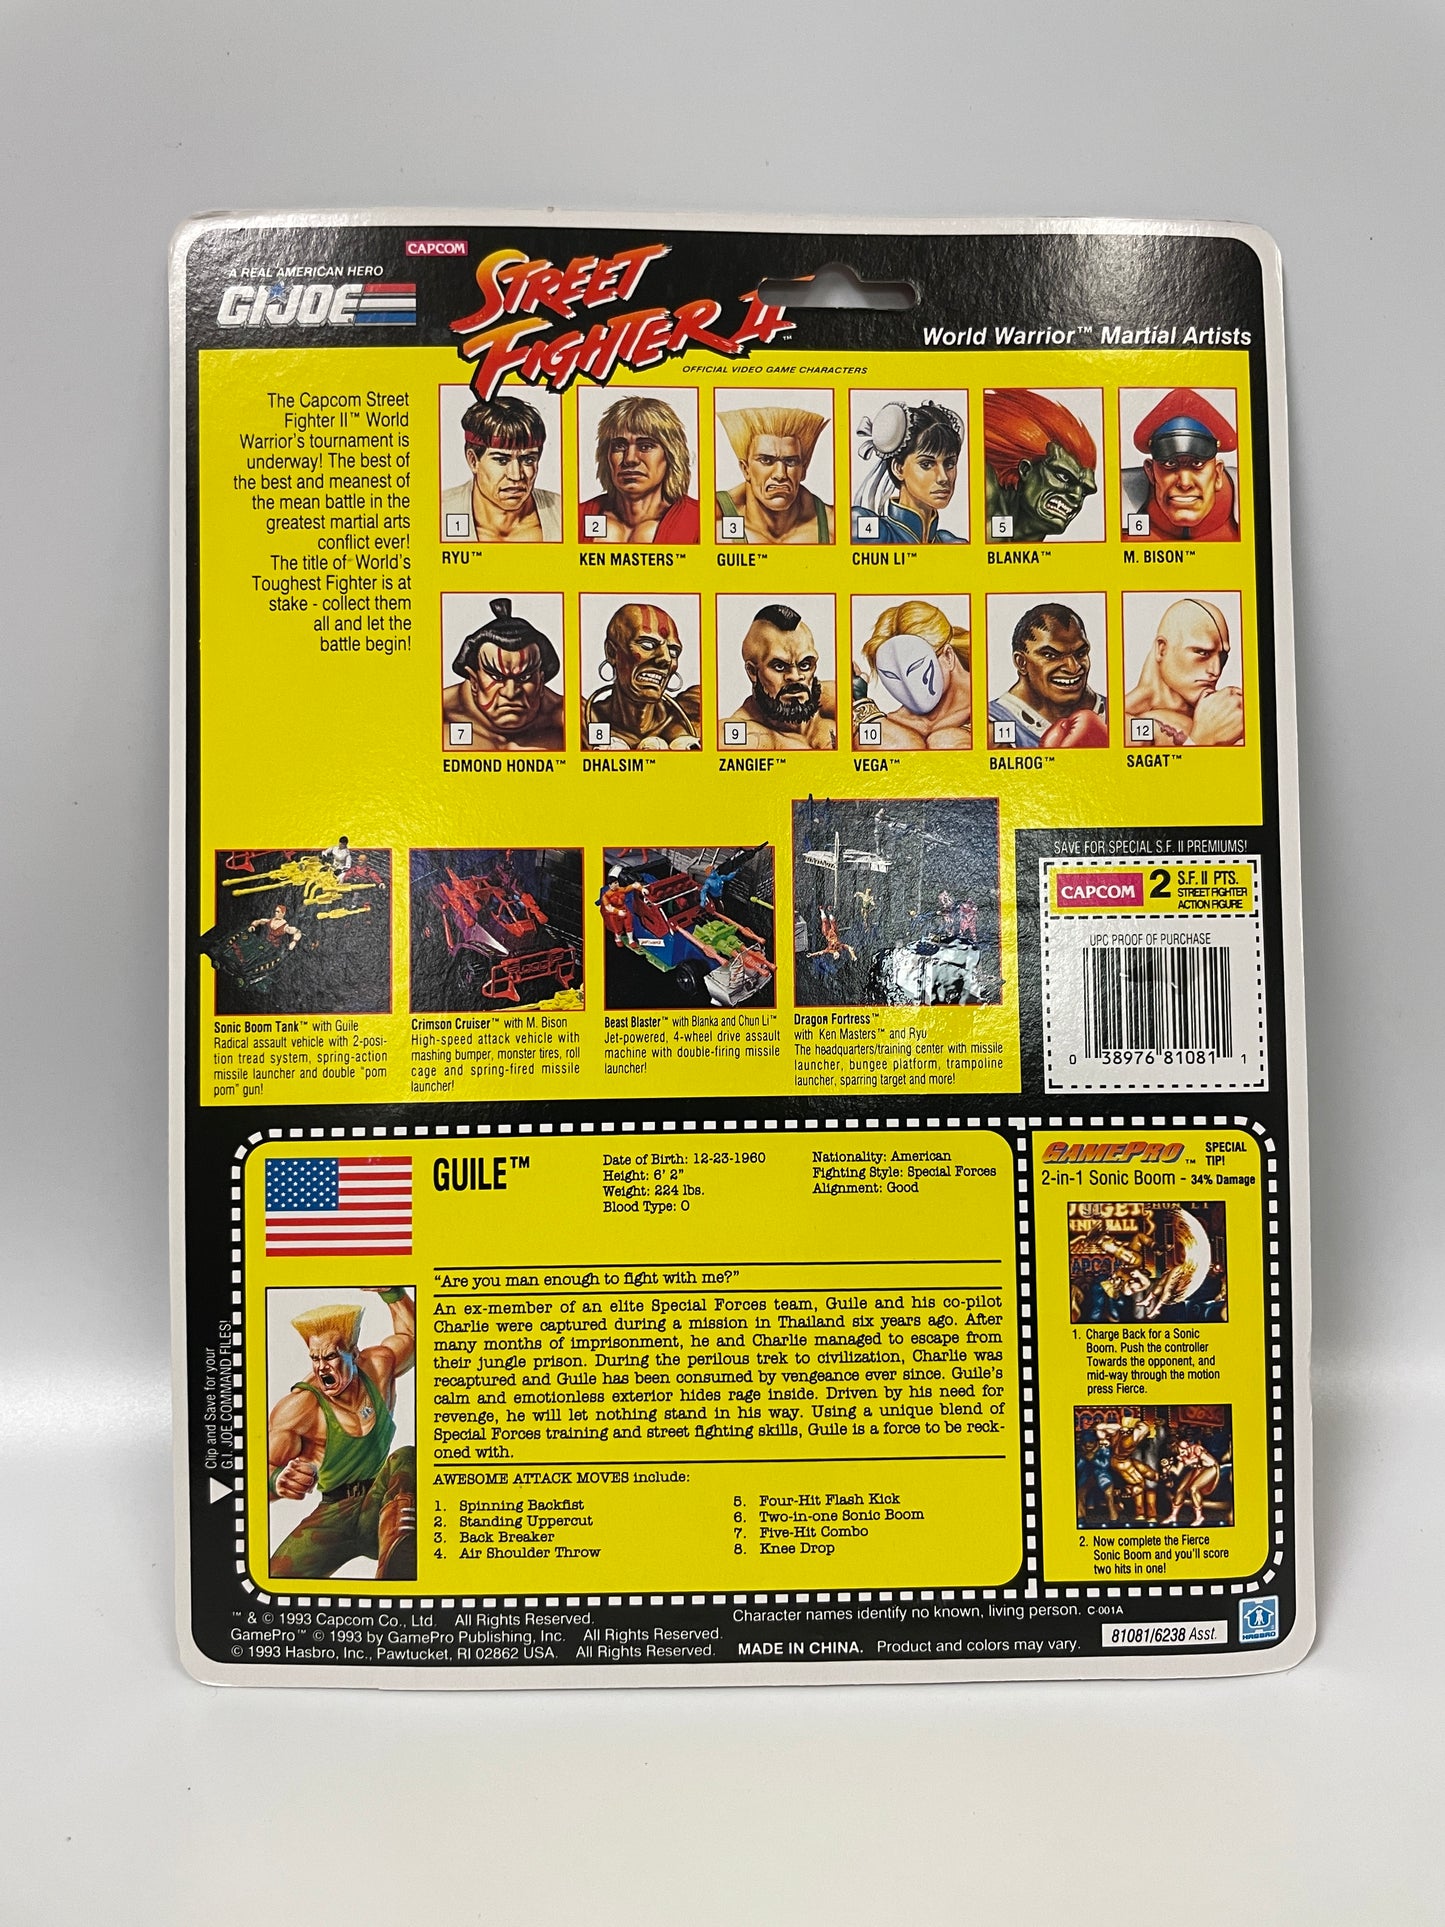 A REAL AMERICAN HERO
G.I. JOE
CAPCOM
STREET
FIGHTER II™
OFFICIAL VIDEO GAME CHARACTERS
World Warrior™ Martial Artists
The Capcom Street
Fighter II™ World
Warrior's tournament is
underway! The best of
the best and meanest of
the mean battle in the
greatest martial arts
conflict ever!
The title of World's
Toughest Fighter is at
stake - collect them
all and let the
battle begin!
1
2
3
4
5
6
RYU™
KEN MASTERS™
GUILE™
CHUN LI™
BLANKA™
M. BISON™
7
8
9
10
11
12
EDMOND HONDA™
DHALSIM™
ZANGIEF™
VEGA™
BALROG™
SAGAT™
Sonic Boom Tank™ with Guile
Radical assault vehicle with 2-posi-
tion tread system, spring-action
missile launcher and double "pom
pom" gun!
Crimson Cruiser™ with M. Bison
High-speed attack vehicle with
mashing bumper, monster tires, roll
cage and spring-fired missile
launcher!
Beast Blaster™ with Blanka and Chun Li™
Jet-powered, 4-wheel drive assault
machine with double-firing missile
launcher!
Dragon Fortress™
with Ken Masters™ and Ryu
The headquarters/training center with missile
launcher, bungee platform, trampoline
launcher, sparring target and more!
SAVE FOR SPECIAL S.F. II PREMIUMS!
CAPCOM 2 S.F. II PTS.
STREET FIGHTER
ACTION FIGURE
UPC PROOF OF PURCHASE
0 38976 81081 1
Clip and Save for your
G.I. JOE COMMAND FILES!
GUILE™
Date of Birth: 12-23-1960
Height: 6' 2"
Weight: 224 lbs.
Blood Type: O
Nationality: American
Fighting Style: Special Forces
Alignment: Good
"Are you man enough to fight with me?"
An ex-member of an elite Special Forces team, Guile and his co-pilot
Charlie were captured during a mission in Thailand six years ago. After
many months of imprisonment, he and Charlie managed to escape from
their jungle prison. During the perilous trek to civilization, Charlie was
recaptured and Guile has been consumed by vengeance ever since. Guile's
calm and emotionless exterior hides rage inside. Driven by his need for
revenge, he will let nothing stand in his way. Using a unique blend of
Special Forces training and street fighting skills, Guile is a force to be reck-
oned with.
AWESOME ATTACK MOVES include:
1. Spinning Backfist
2. Standing Uppercut
3. Back Breaker
4. Air Shoulder Throw
5. Four-Hit Flash Kick
6. Two-in-one Sonic Boom
7. Five-Hit Combo
8. Knee Drop
GAMEPRO™ SPECIAL
TIP!
2-in-1 Sonic Boom - 34% Damage
1. Charge Back for a Sonic
Boom. Push the controller
Towards the opponent, and
mid-way through the motion
press Fierce.
2. Now complete the Fierce
Sonic Boom and you'll score
two hits in one!
™ & © 1993 Capcom Co., Ltd. All Rights Reserved.
GamePro™ © 1993 by GamePro Publishing, Inc. All Rights Reserved.
© 1993 Hasbro, Inc., Pawtucket, RI 02862 USA. All Rights Reserved.
Character names identify no known, living person. C-001A
MADE IN CHINA. Product and colors may vary.
81081/6238 Asst.
HASBRO